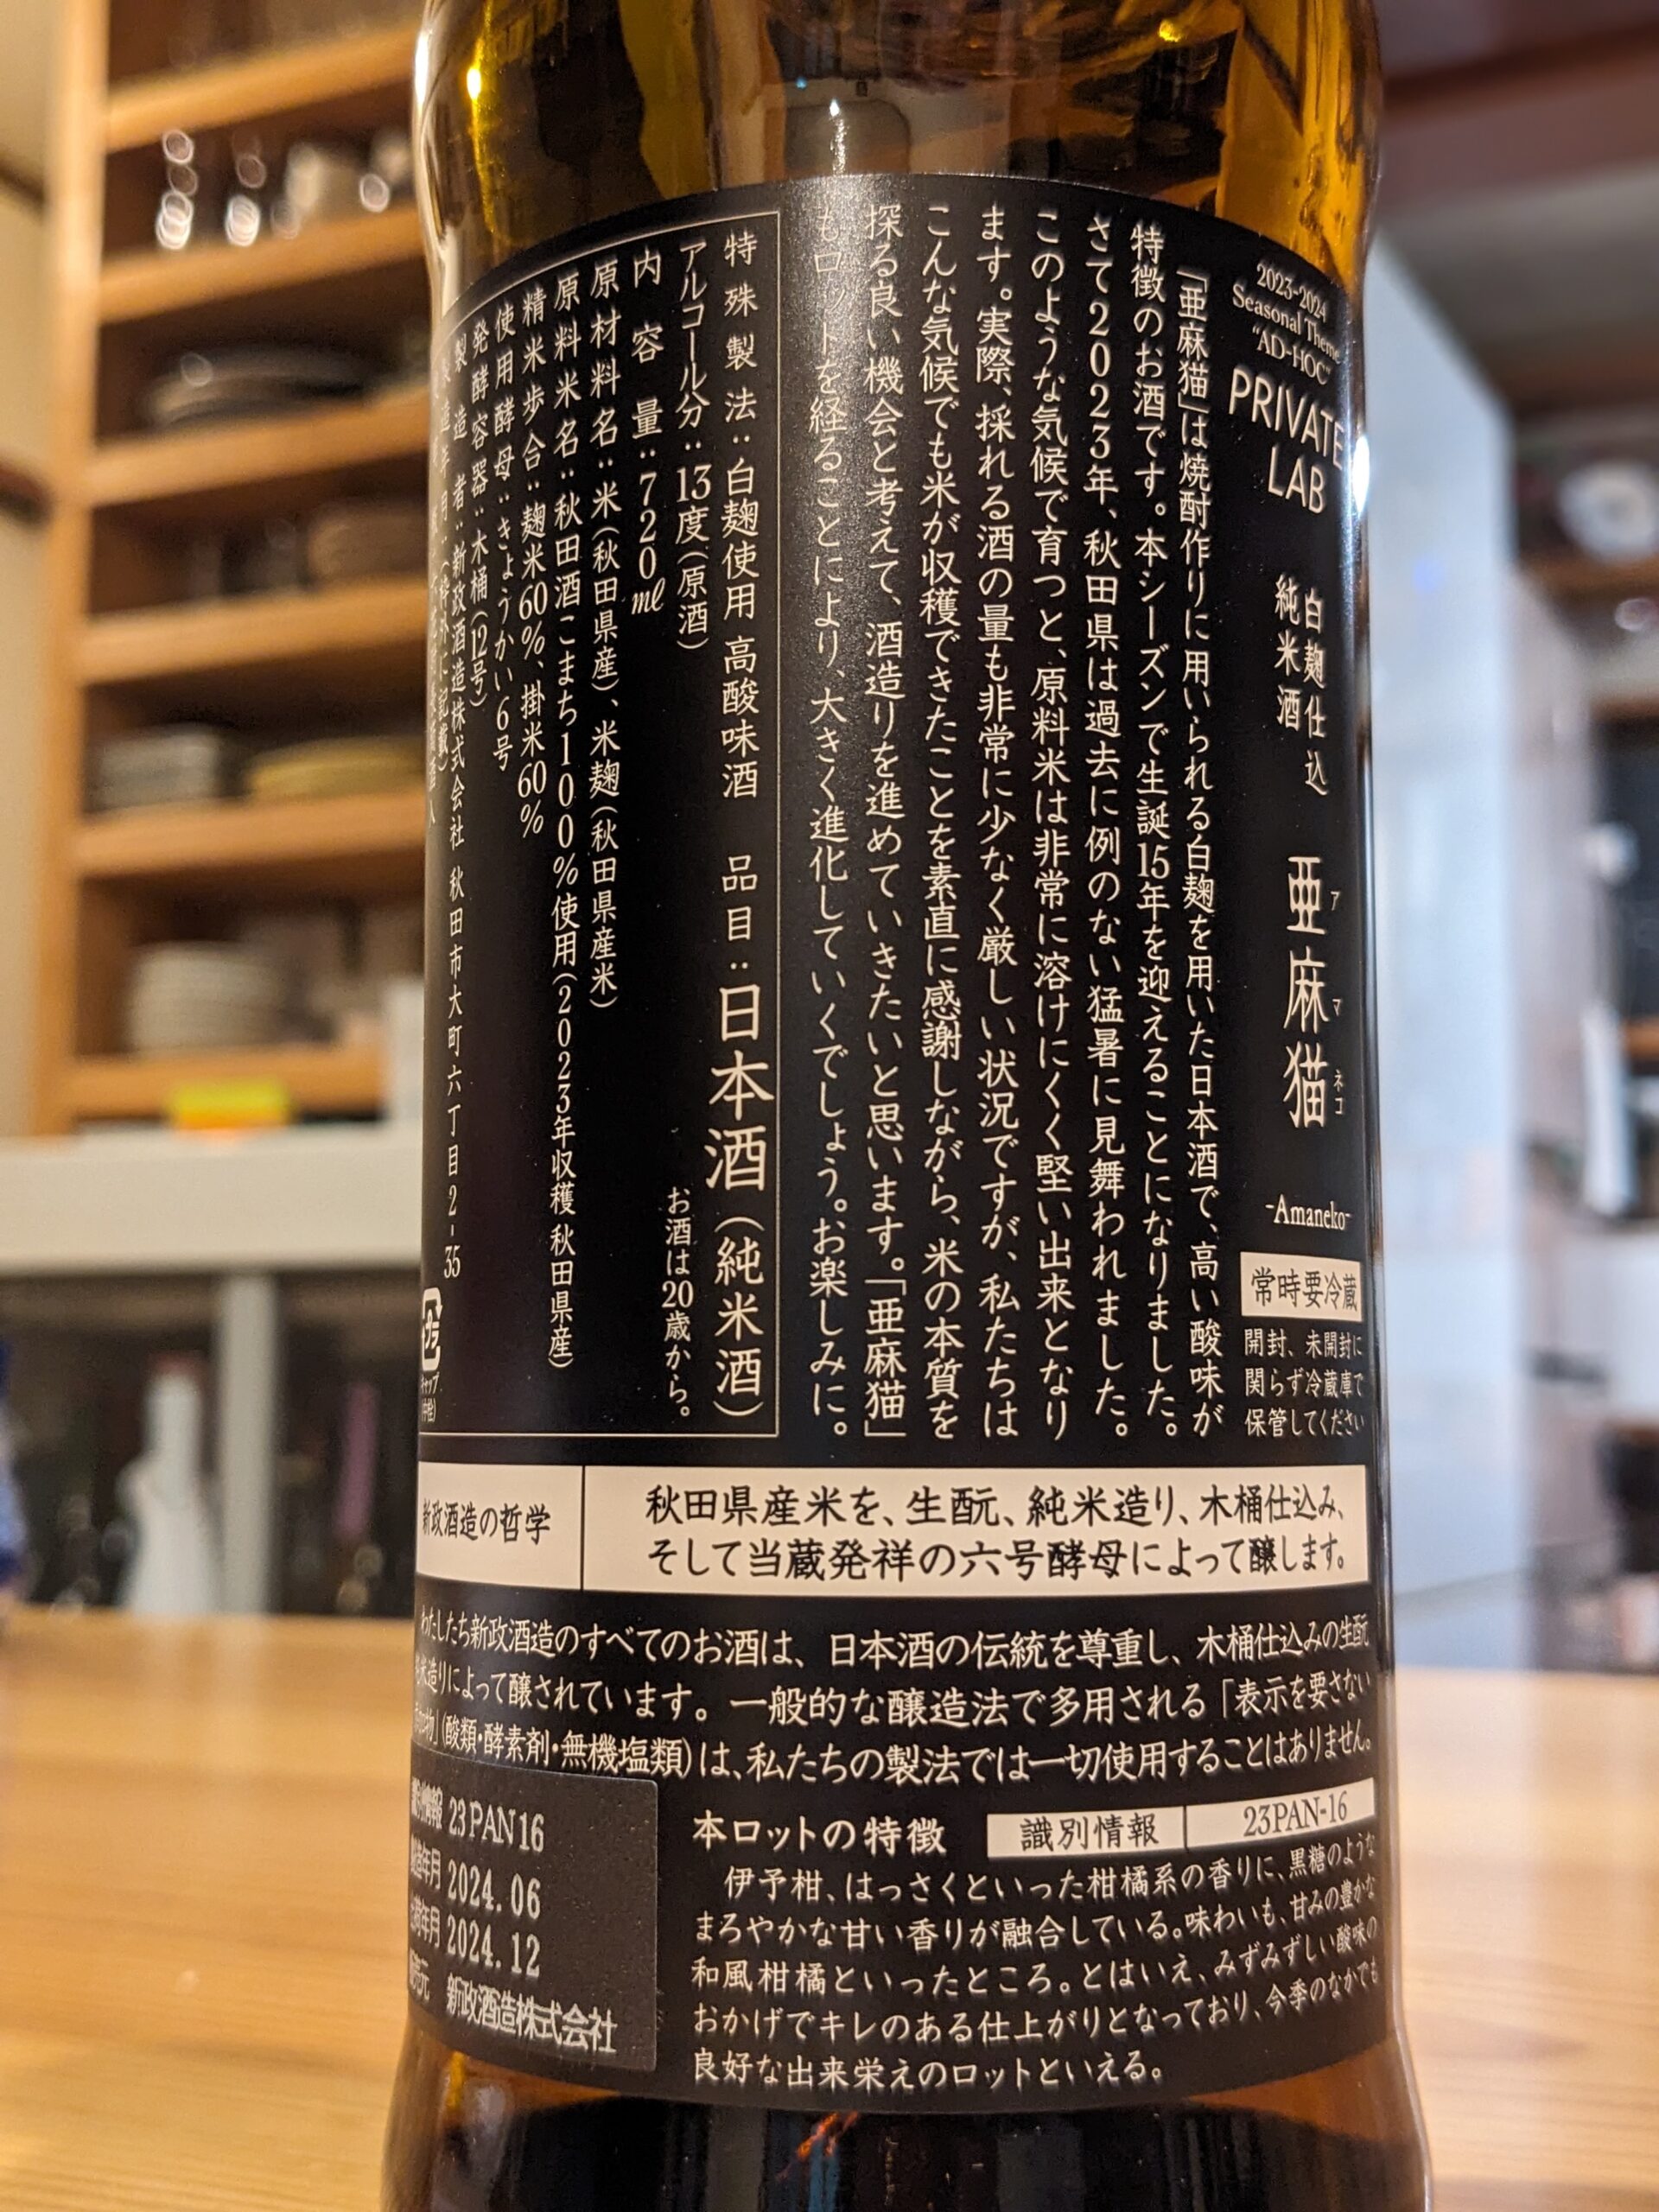 2023-2024
Seasonal Theme
"AD-HOC"
PRIVATE
LAB
白麹仕込
純米酒
亜麻猫
アマネコ
-Amaneko-
常時要冷蔵
開封、未開封に
関らず冷蔵庫で
保管してください
「亜麻猫」は焼酎作りに用いられる白麹を用いた日本酒で、高い酸味が
特徴のお酒です。本シーズンで生誕15年を迎えることになりました。
さて2023年、秋田県は過去に例のない猛暑に見舞われました。
このような気候で育つと、原料米は非常に溶けにくく堅い出来となり
ます。実際、採れる酒の量も非常に少なく厳しい状況ですが、私たちは
こんな気候でも米が収穫できたことを素直に感謝しながら、米の本質を
探る良い機会と考えて、酒造りを進めていきたいと思います。「亜麻猫」
もロットを経ることにより、大きく進化していくでしょう。お楽しみに。
特殊製法:白麹使用 高酸味酒 品目:日本酒(純米酒)
アルコール分:13度(原酒)
お酒は20歳から。
内容量:720ml
原材料名:米(秋田県産)、米麹(秋田県産米)
原料米名:秋田酒こまち100%使用(2023年収穫 秋田県産)
精米歩合:麹米60%、掛米60%
使用酵母:きょうかい6号
発酵容器:木桶(12号)
製造者:新政酒造株式会社 秋田市大町六丁目2-35
キャップ
新政酒造の哲学
秋田県産米を、生酛、純米造り、木桶仕込み、
そして当蔵発祥の六号酵母によって醸します。
わたしたち新政酒造のすべてのお酒は、日本酒の伝統を尊重し、木桶仕込みの生酛
米造りによって醸されています。一般的な醸造法で多用される「表示を要さない
物」(酸類・酵素剤・無機塩類)は、私たちの製法では一切使用することはありません。
本ロットの特徴
識別情報 23PAN-16
伊予柑、はっさくといった柑橘系の香りに、黒糖のような
まろやかな甘い香りが融合している。味わいも、甘みの豊かな
和風柑橘といったところ。とはいえ、みずみずしい酸味の
おかげでキレのある仕上がりとなっており、今季のなかでも
良好な出来栄えのロットといえる。
情報 23PAN16
年月 2024.06
年月 2024.12
元 新政酒造株式会社